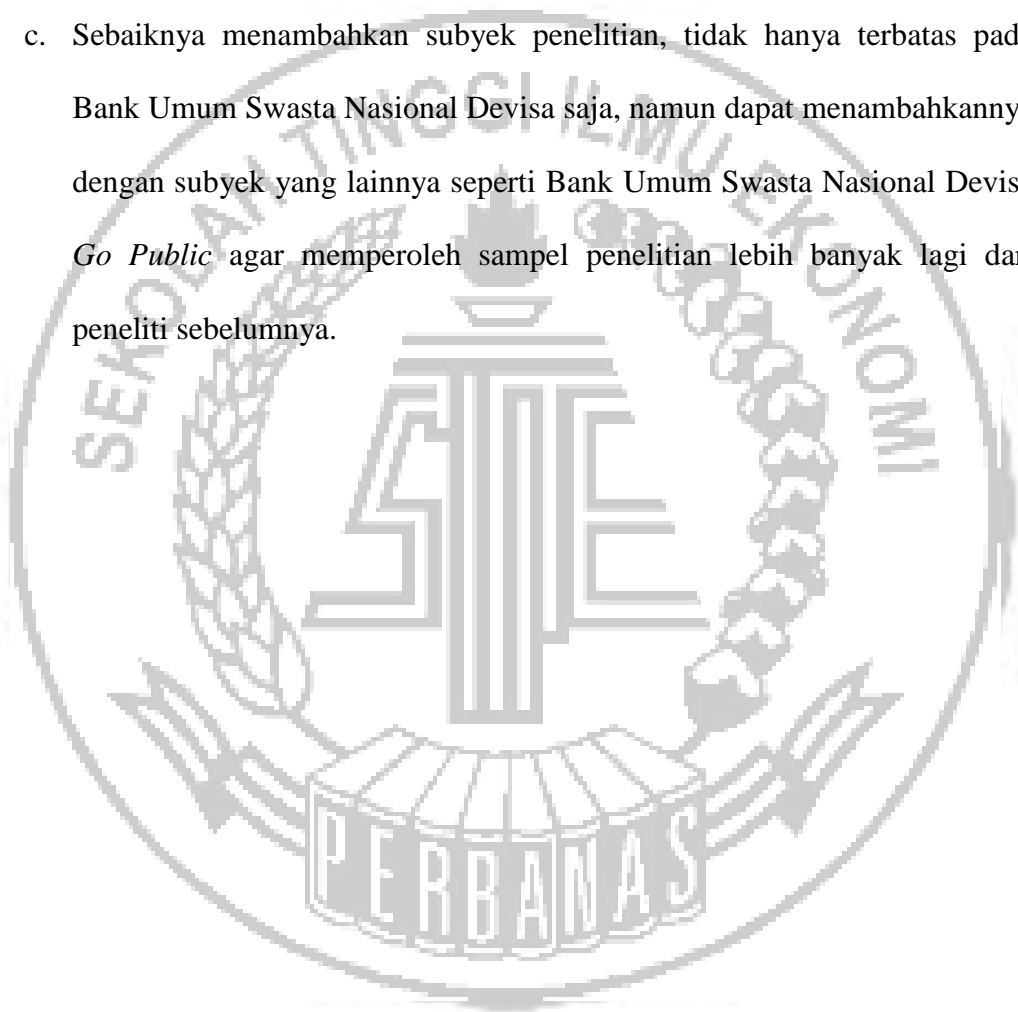 c. Sebaiknya menambahkan subyek penelitian, tidak hanya terbatas pad
Bank Umum Swasta Nasional Devisa saja, namun dapat menambahkanny
dengan subyek yang lainnya seperti Bank Umum Swasta Nasional Devis
Go Public agar memperoleh sampel penelitian lebih banyak lagi dar
peneliti sebelumnya.
SEKOLAH TINGGI ILMU EKONOMI
STIE
PERBANAS